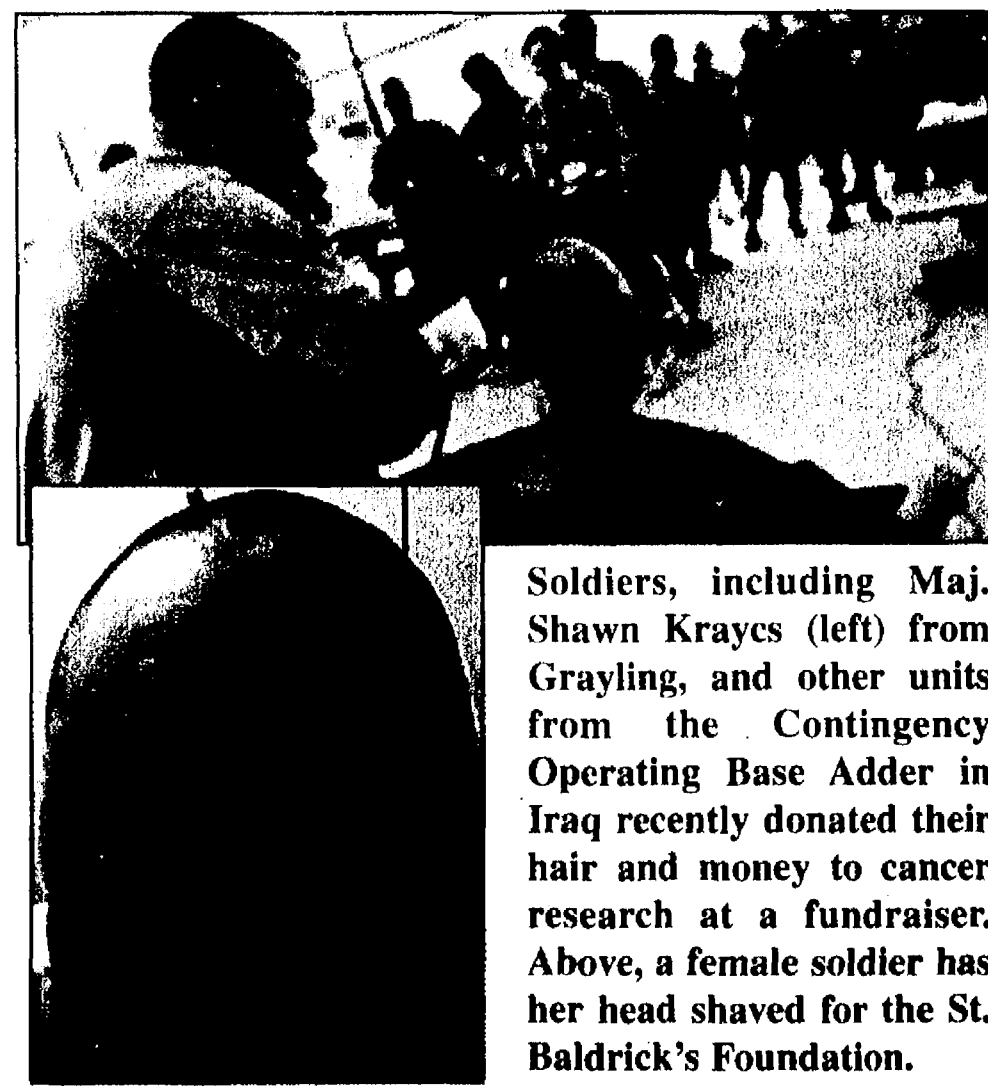 Soldiers, including Maj.
Shawn Kraycs (left) from
Grayling, and other units
from the Contingency
Operating Base Adder in
Iraq recently donated their
hair and money to cancer
research at a fundraiser.
Above, a female soldier has
her head shaved for the St.
Baldrick's Foundation.